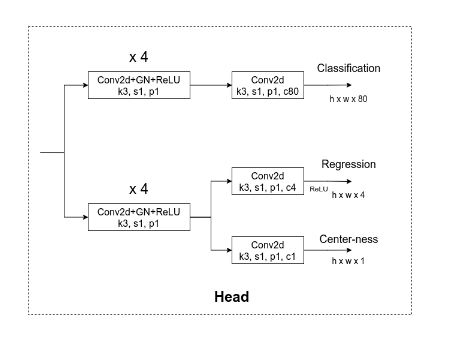 x 4
Conv2d+GN+ReLU
k3, s1, p1
Conv2d
k3, s1, p1, c80
Classification
h x w x 80
x 4
Conv2d+GN+ReLU
k3, s1, p1
Conv2d
k3, s1, p1, c4
Regression
ReLU
h x w x 4
Conv2d
k3, s1, p1, c1
Center-ness
h x w x 1
Head